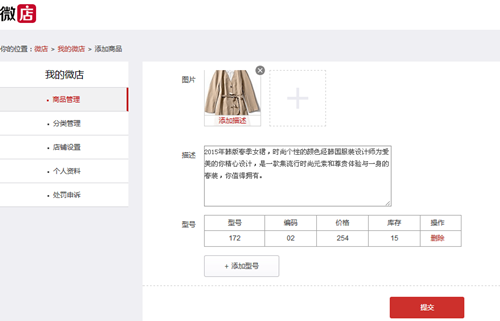 微店
你的位置：微店 > 我的微店 > 添加商品
我的微店
• 商品管理
• 分类管理
• 店铺设置
• 个人资料
• 处罚申诉
图片
添加描述
描述
2015年韩版春季女裙，时尚个性的颜色经韩国服装设计师为爱
美的你精心设计，是一款集流行时尚元素和尊贵体验与一身的
春装，你值得拥有。
型号
型号 编码 价格 库存 操作
172 02 254 15 删除
+ 添加型号
提交